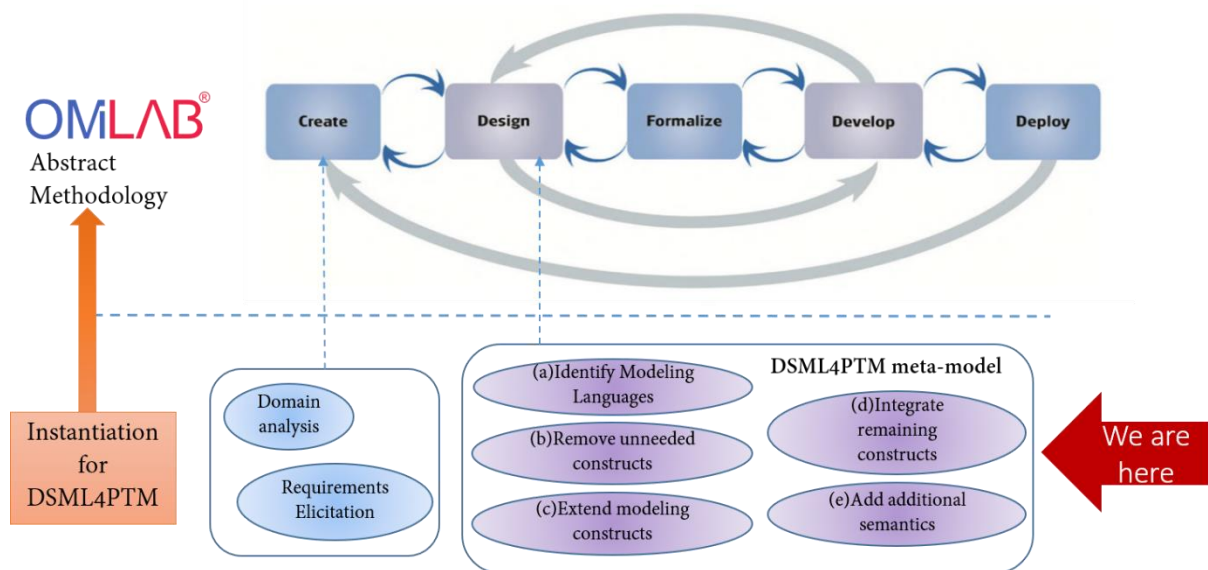 Create
Design
Formalize
Develop
Deploy
OMiLAB®
Abstract
Methodology
DSML4PTM meta-model
(a)Identify Modeling
Languages
(b)Remove unneeded
constructs
(c)Extend modeling
constructs
(d)Integrate
remaining
constructs
(e)Add additional
semantics
Domain
analysis
Requirements
Elicitation
Instantiation
for
DSML4PTM
We are
here